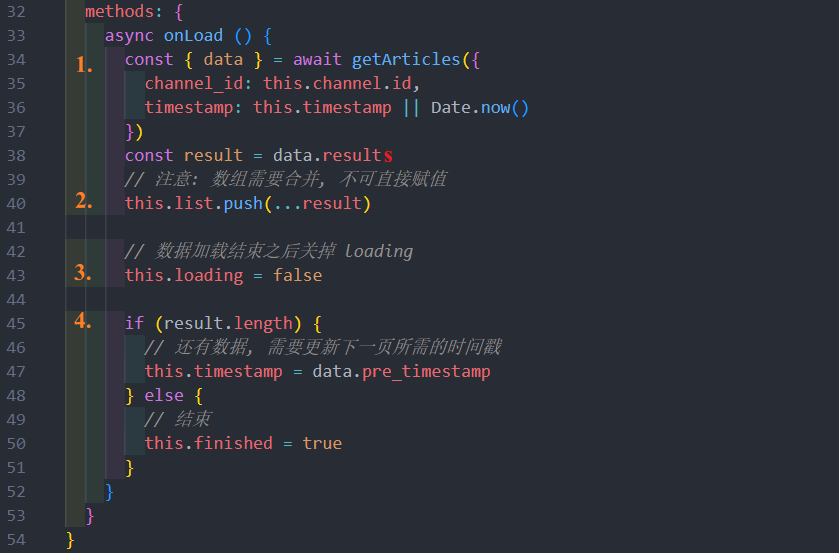 32 methods: {
33 async onLoad () {
34 const { data } = await getArticles({
1.
35 channel_id: this.channel.id,
36 timestamp: this.timestamp || Date.now()
37 })
38 const result = data.results
39 // 注意: 数组需要合并, 不可直接赋值
40 2. this.list.push(...result)
41
42 // 数据加载结束之后关掉 loading
43 3. this.loading = false
44
45 4. if (result.length) {
46 // 还有数据, 需要更新下一页所需的时间戳
47 this.timestamp = data.pre_timestamp
48 } else {
49 // 结束
50 this.finished = true
51 }
52 }
53 }
54 }